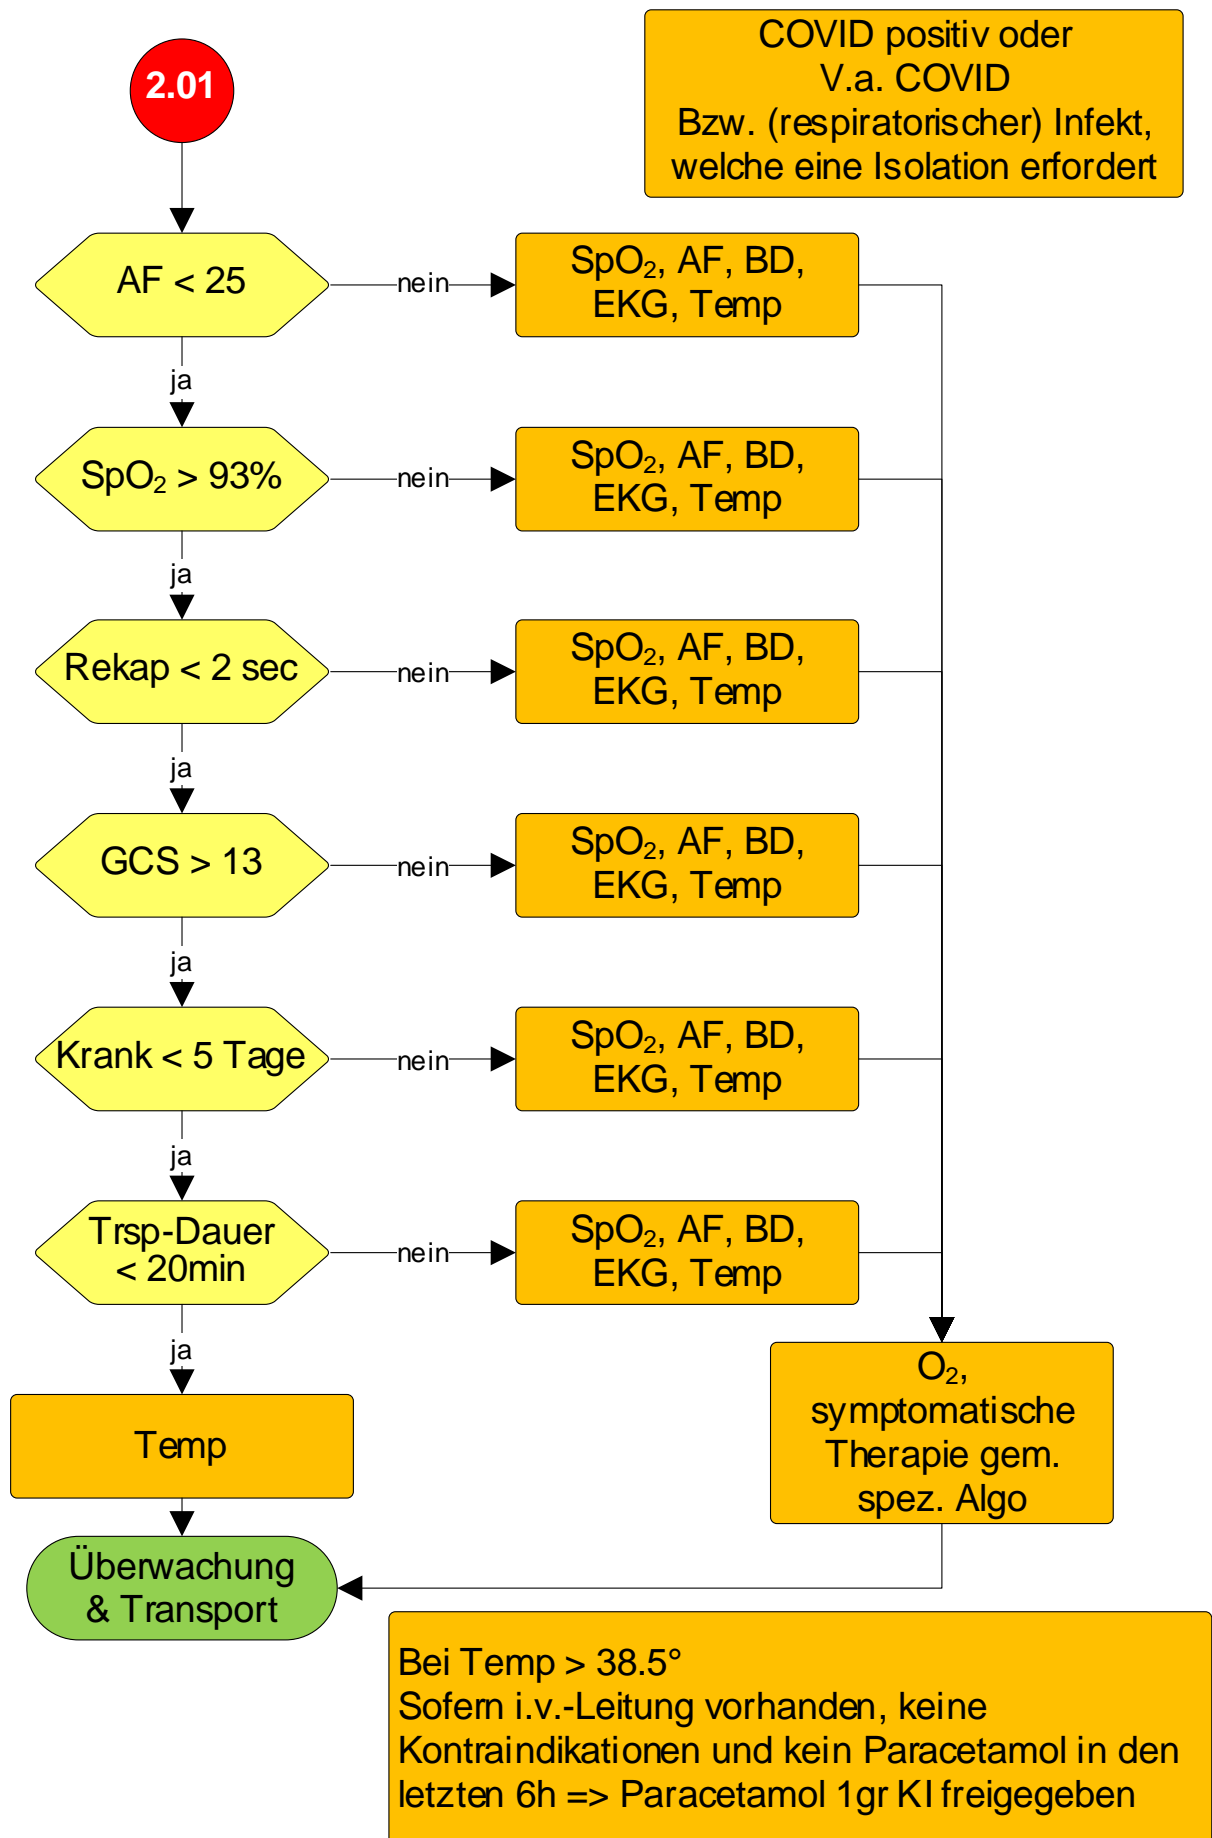 2.01
COVID positiv oder
V.a. COVID
Bzw. (respiratorischer) Infekt,
welche eine Isolation erfordert
AF < 25
nein
SpO₂, AF, BD,
EKG, Temp
ja
SpO₂ > 93%
nein
SpO₂, AF, BD,
EKG, Temp
ja
Rekap < 2 sec
nein
SpO₂, AF, BD,
EKG, Temp
ja
GCS > 13
nein
SpO₂, AF, BD,
EKG, Temp
ja
Krank < 5 Tage
nein
SpO₂, AF, BD,
EKG, Temp
ja
Trsp-Dauer
< 20min
nein
SpO₂, AF, BD,
EKG, Temp
ja
Temp
O₂,
symptomatische
Therapie gem.
spez. Algo
Überwachung
& Transport
Bei Temp > 38.5°
Sofern i.v.-Leitung vorhanden, keine
Kontraindikationen und kein Paracetamol in den
letzten 6h => Paracetamol 1gr KI freigegeben